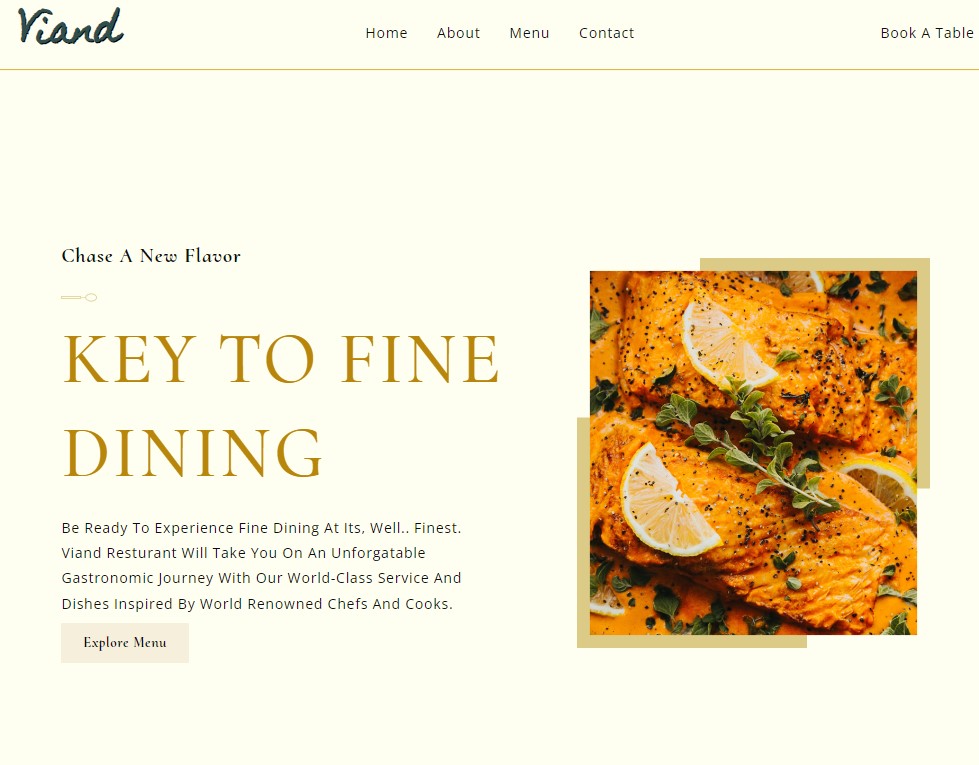 Viand
Home About Menu Contact
Book A Table
Chase A New Flavor
KEY TO FINE
DINING
Be Ready To Experience Fine Dining At Its, Well.. Finest.
Viand Resturant Will Take You On An Unforgatable
Gastronomic Journey With Our World-Class Service And
Dishes Inspired By World Renowned Chefs And Cooks.
Explore Menu